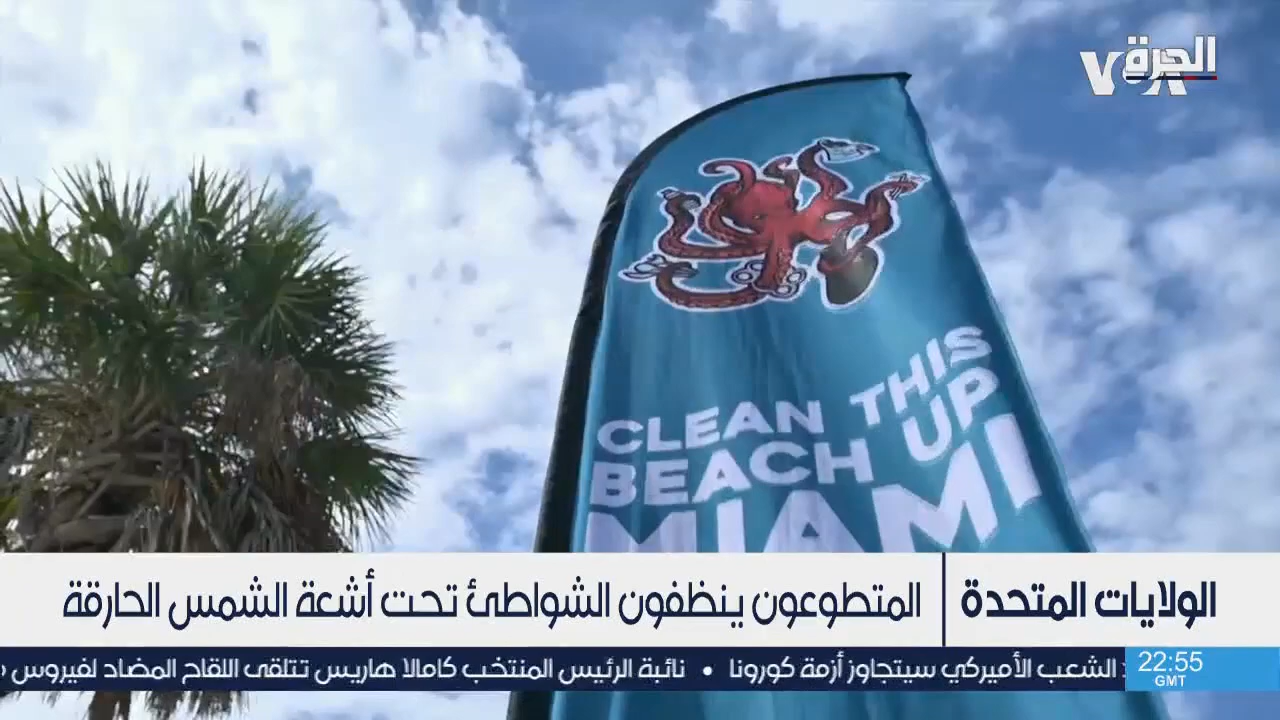 الحرة
VOA
CLEAN THIS
BEACH UP
MIAMI
الولايات المتحدة
المتطوعون ينظفون الشواطئ تحت أشعة الشمس الحارقة
الشعب الأميركي سيتجاوز أزمة كورونا • نائبة الرئيس المنتخب كامالا هاريس تتلقى اللقاح المضاد لفيروس
22:55
GMT